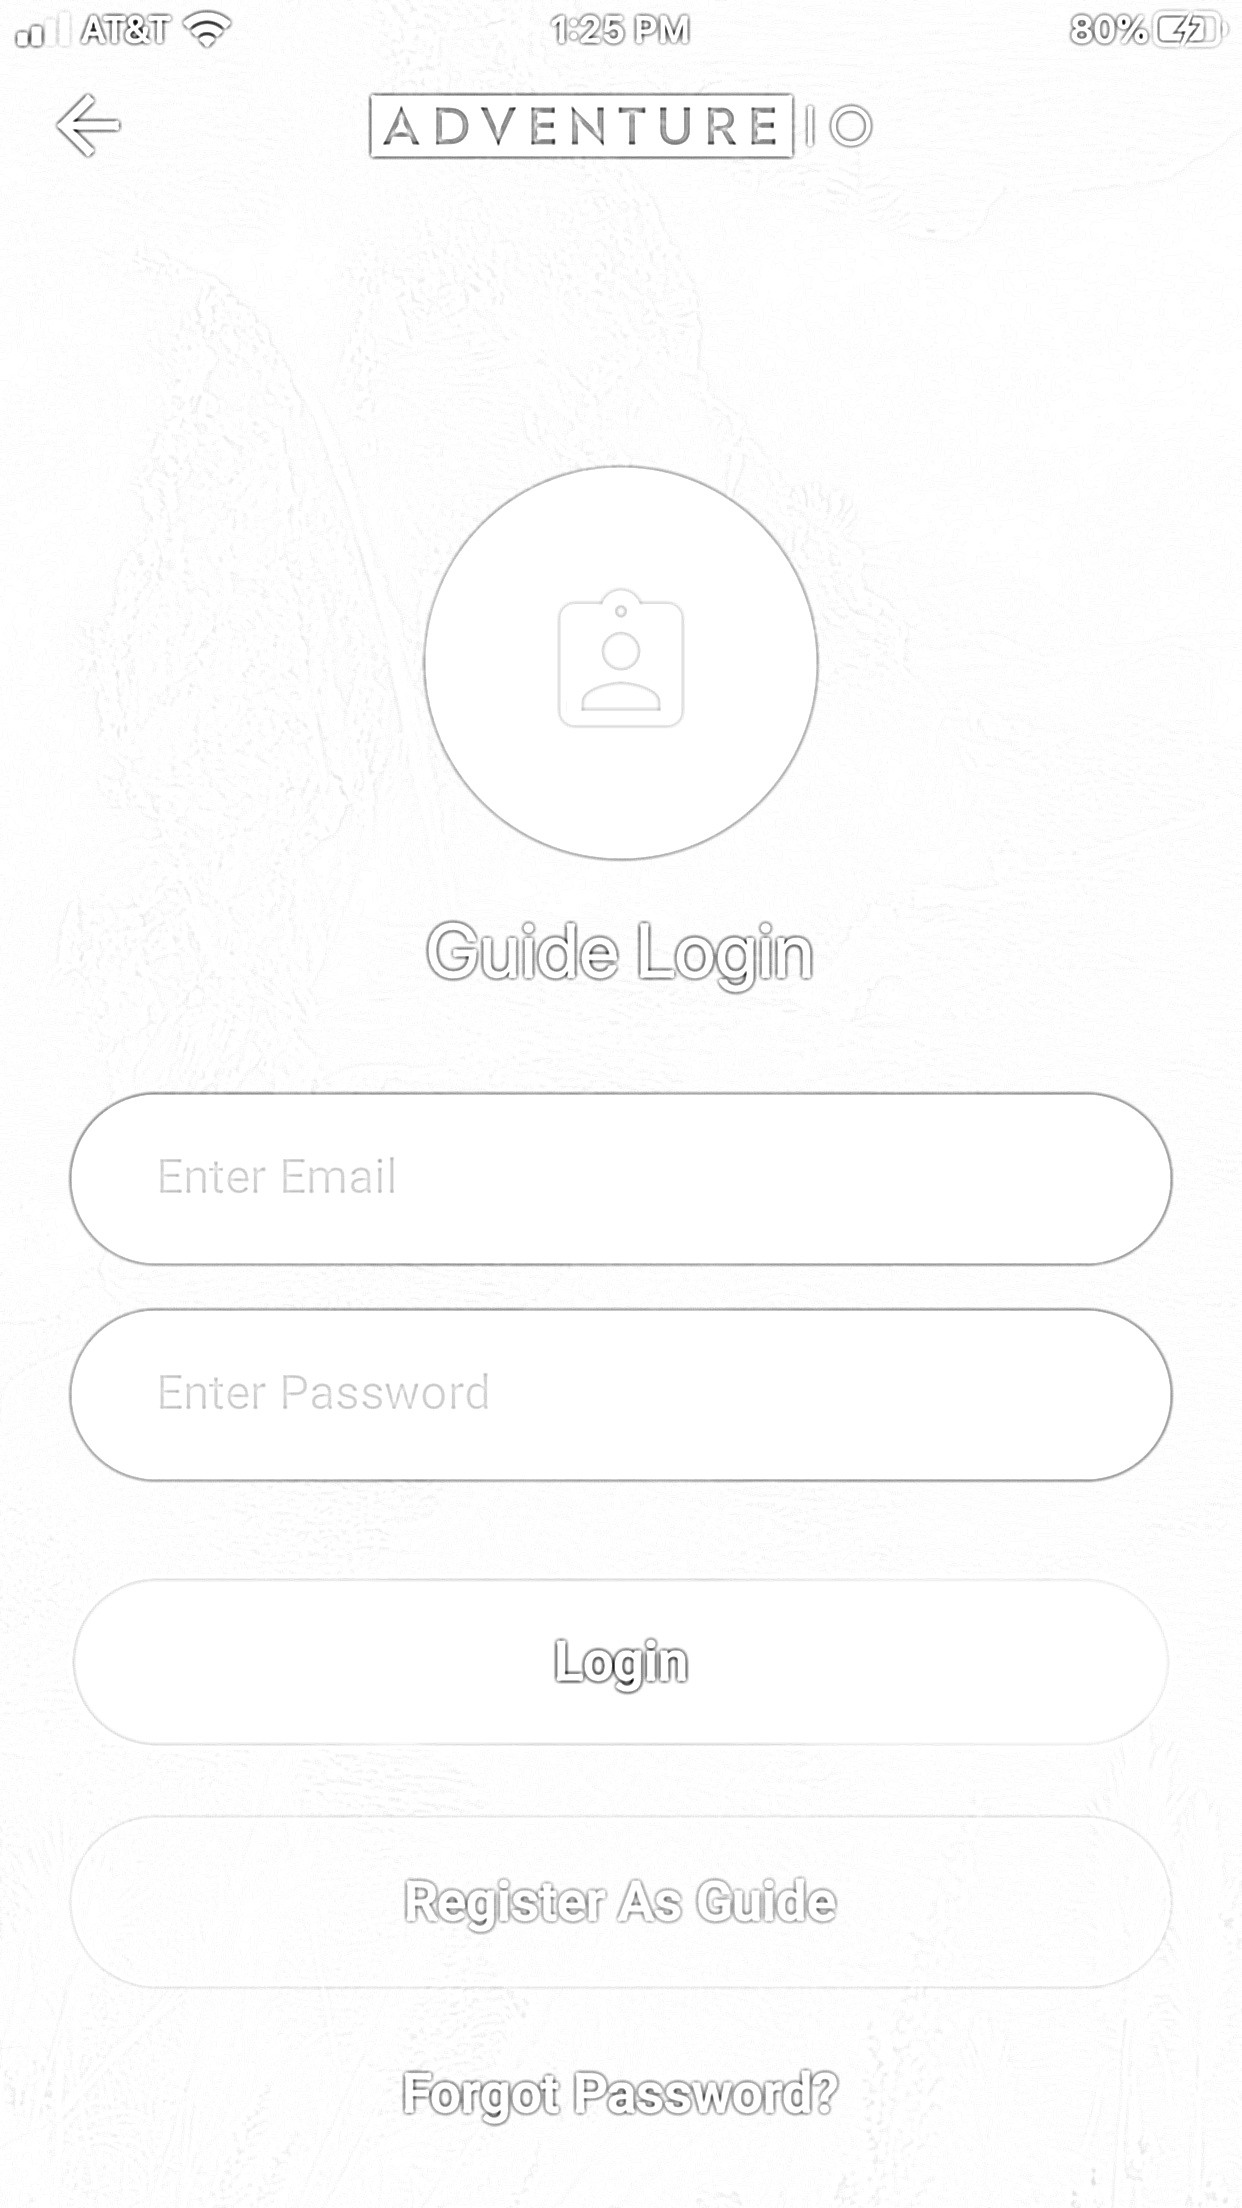 AT&T 1:25 PM 80%
ADVENTURE IO
Guide Login
Enter Email
Enter Password
Login
Register As Guide
Forgot Password?